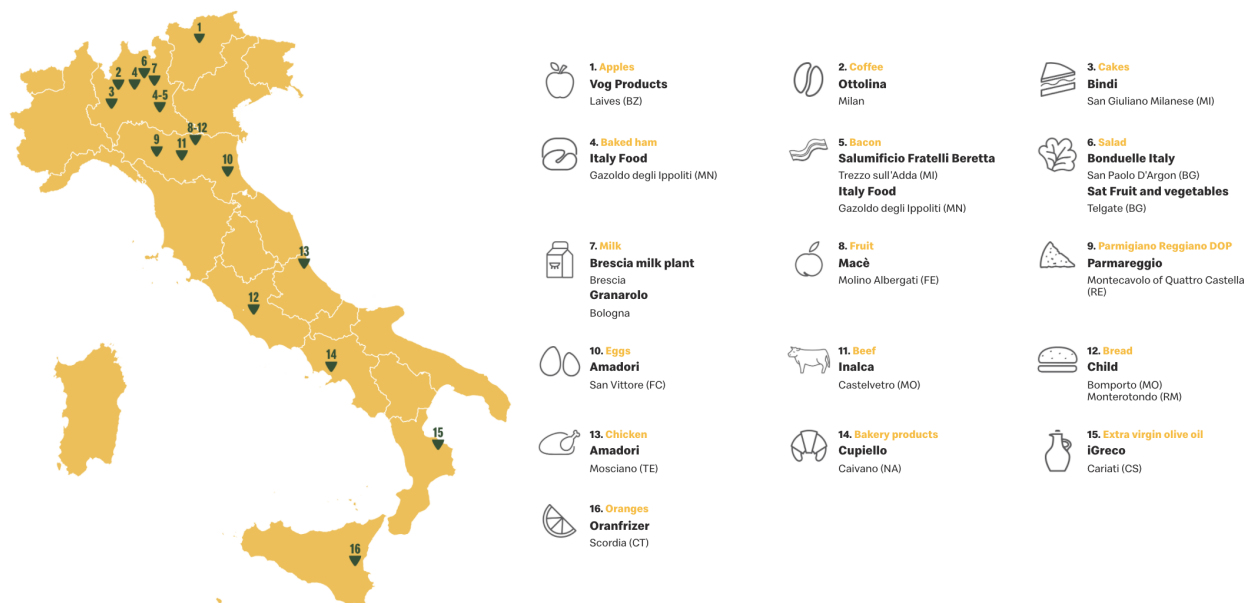 1
6
2
4
7
3
4-5
8-12
9
11
10
13
12
14
15
16
1. Apples
Vog Products
Laives (BZ)
2. Coffee
Ottolina
Milan
3. Cakes
Bindi
San Giuliano Milanese (MI)
4. Baked ham
Italy Food
Gazoldo degli Ippoliti (MN)
5. Bacon
Salumificio Fratelli Beretta
Trezzo sull'Adda (MI)
Italy Food
Gazoldo degli Ippoliti (MN)
6. Salad
Bonduelle Italy
San Paolo D'Argon (BG)
Sat Fruit and vegetables
Telgate (BG)
7. Milk
Brescia milk plant
Brescia
Granarolo
Bologna
8. Fruit
Macè
Molino Albergati (FE)
9. Parmigiano Reggiano DOP
Parmareggio
Montecavolo of Quattro Castella
(RE)
10. Eggs
Amadori
San Vittore (FC)
11. Beef
Inalca
Castelvetro (MO)
12. Bread
Child
Bomporto (MO)
Monterotondo (RM)
13. Chicken
Amadori
Mosciano (TE)
14. Bakery products
Cupiello
Caivano (NA)
15. Extra virgin olive oil
iGreco
Cariati (CS)
16. Oranges
Oranfrizer
Scordia (CT)